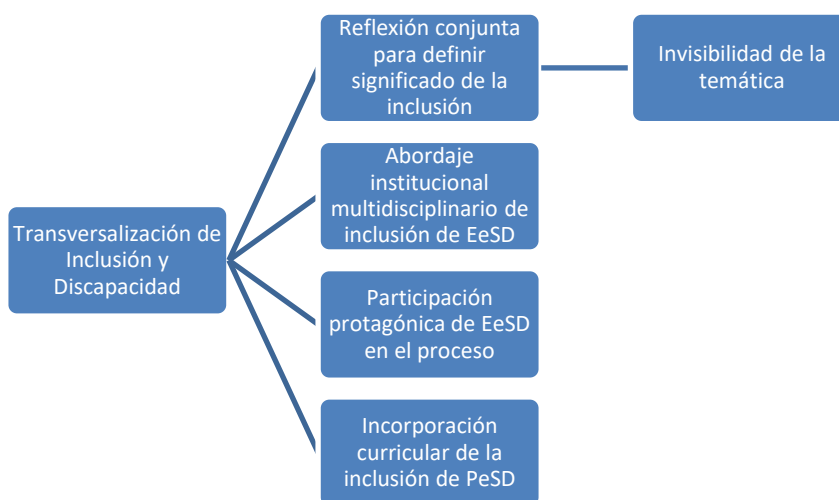 Reflexión conjunta
para definir
significado de la
inclusión
Invisibilidad de la
temática
Abordaje
institucional
multidisciplinario de
inclusión de EeSD
Transversalización de
Inclusión y
Discapacidad
Participación
protagónica de EeSD
en el proceso
Incorporación
curricular de la
inclusión de PeSD